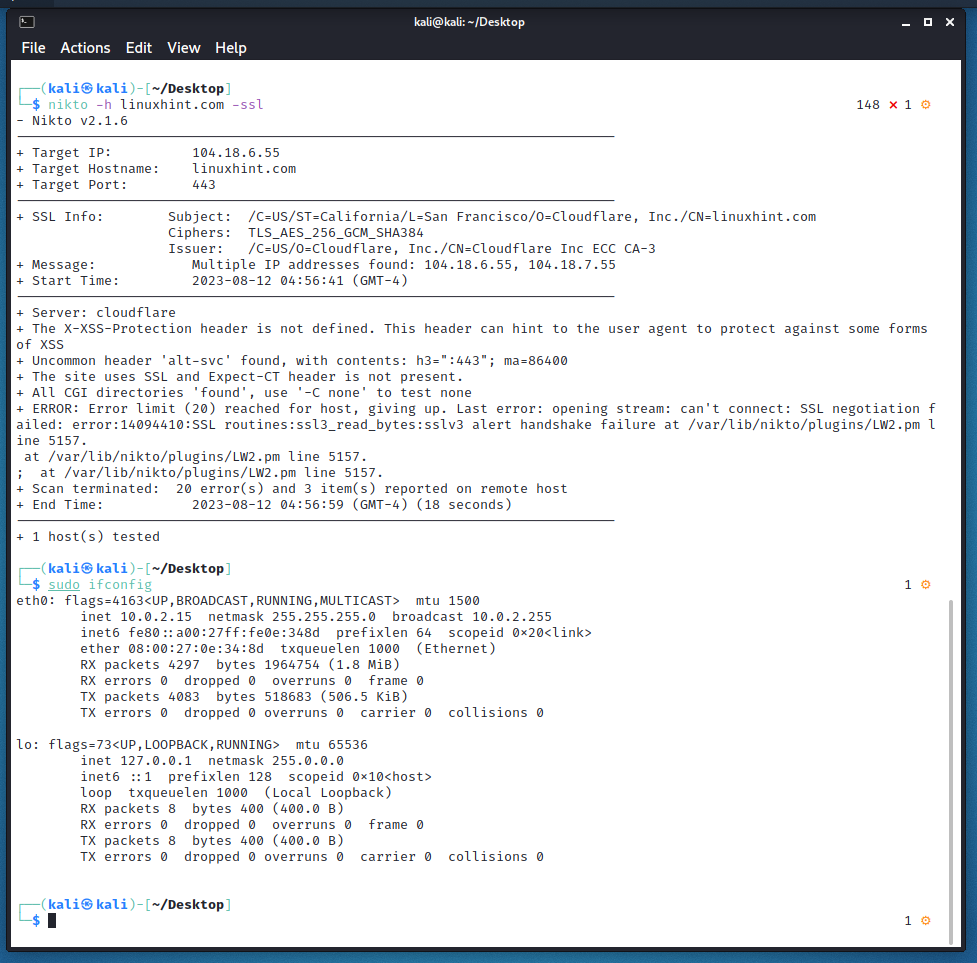 kali@kali: ~/Desktop
File Actions Edit View Help
┌──(kali㉿kali)-[~/Desktop]
└─$ nikto -h linuxhint.com -ssl 148 ⨯ 1 ⚙
- Nikto v2.1.6
+ Target IP: 104.18.6.55
+ Target Hostname: linuxhint.com
+ Target Port: 443
+ SSL Info: Subject: /C=US/ST=California/L=San Francisco/O=Cloudflare, Inc./CN=linuxhint.com
Ciphers: TLS_AES_256_GCM_SHA384
Issuer: /C=US/O=Cloudflare, Inc./CN=Cloudflare Inc ECC CA-3
+ Message: Multiple IP addresses found: 104.18.6.55, 104.18.7.55
+ Start Time: 2023-08-12 04:56:41 (GMT-4)
+ Server: cloudflare
+ The X-XSS-Protection header is not defined. This header can hint to the user agent to protect against some forms
of XSS
+ Uncommon header 'alt-svc' found, with contents: h3=":443"; ma=86400
+ The site uses SSL and Expect-CT header is not present.
+ All CGI directories 'found', use '-C none' to test none
+ ERROR: Error limit (20) reached for host, giving up. Last error: opening stream: can't connect: SSL negotiation f
ailed: error:14094410:SSL routines:ssl3_read_bytes:sslv3 alert handshake failure at /var/lib/nikto/plugins/LW2.pm l
ine 5157.
at /var/lib/nikto/plugins/LW2.pm line 5157.
; at /var/lib/nikto/plugins/LW2.pm line 5157.
+ Scan terminated: 20 error(s) and 3 item(s) reported on remote host
+ End Time: 2023-08-12 04:56:59 (GMT-4) (18 seconds)
+ 1 host(s) tested
┌──(kali㉿kali)-[~/Desktop]
└─$ sudo ifconfig 1 ⚙
eth0: flags=4163<UP,BROADCAST,RUNNING,MULTICAST> mtu 1500
inet 10.0.2.15 netmask 255.255.255.0 broadcast 10.0.2.255
inet6 fe80::a00:27ff:fe0e:348d prefixlen 64 scopeid 0×20<link>
ether 08:00:27:0e:34:8d txqueuelen 1000 (Ethernet)
RX packets 4297 bytes 1964754 (1.8 MiB)
RX errors 0 dropped 0 overruns 0 frame 0
TX packets 4083 bytes 518683 (506.5 KiB)
TX errors 0 dropped 0 overruns 0 carrier 0 collisions 0
lo: flags=73<UP,LOOPBACK,RUNNING> mtu 65536
inet 127.0.0.1 netmask 255.0.0.0
inet6 ::1 prefixlen 128 scopeid 0×10<host>
loop txqueuelen 1000 (Local Loopback)
RX packets 8 bytes 400 (400.0 B)
RX errors 0 dropped 0 overruns 0 frame 0
TX packets 8 bytes 400 (400.0 B)
TX errors 0 dropped 0 overruns 0 carrier 0 collisions 0
┌──(kali㉿kali)-[~/Desktop]
└─$ 1 ⚙